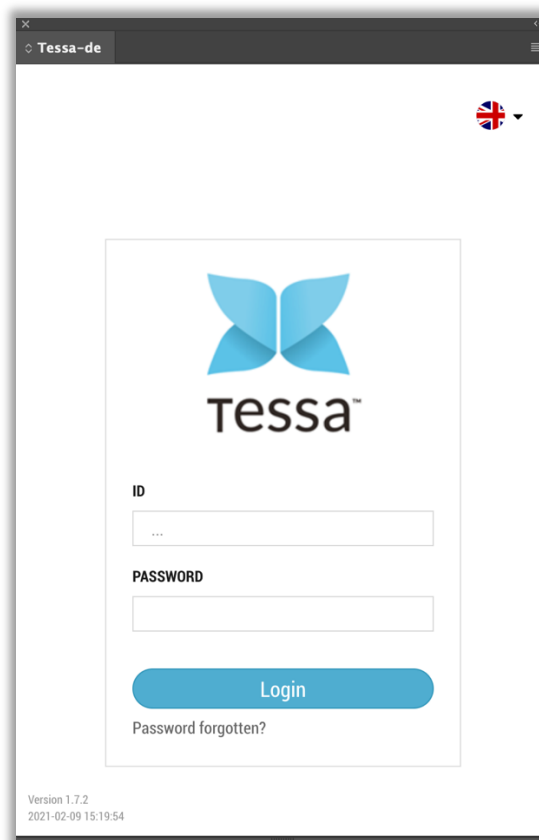 Tessa-de
Tessa™
ID
...
PASSWORD
Login
Password forgotten?
Version 1.7.2
2021-02-09 15:19:54